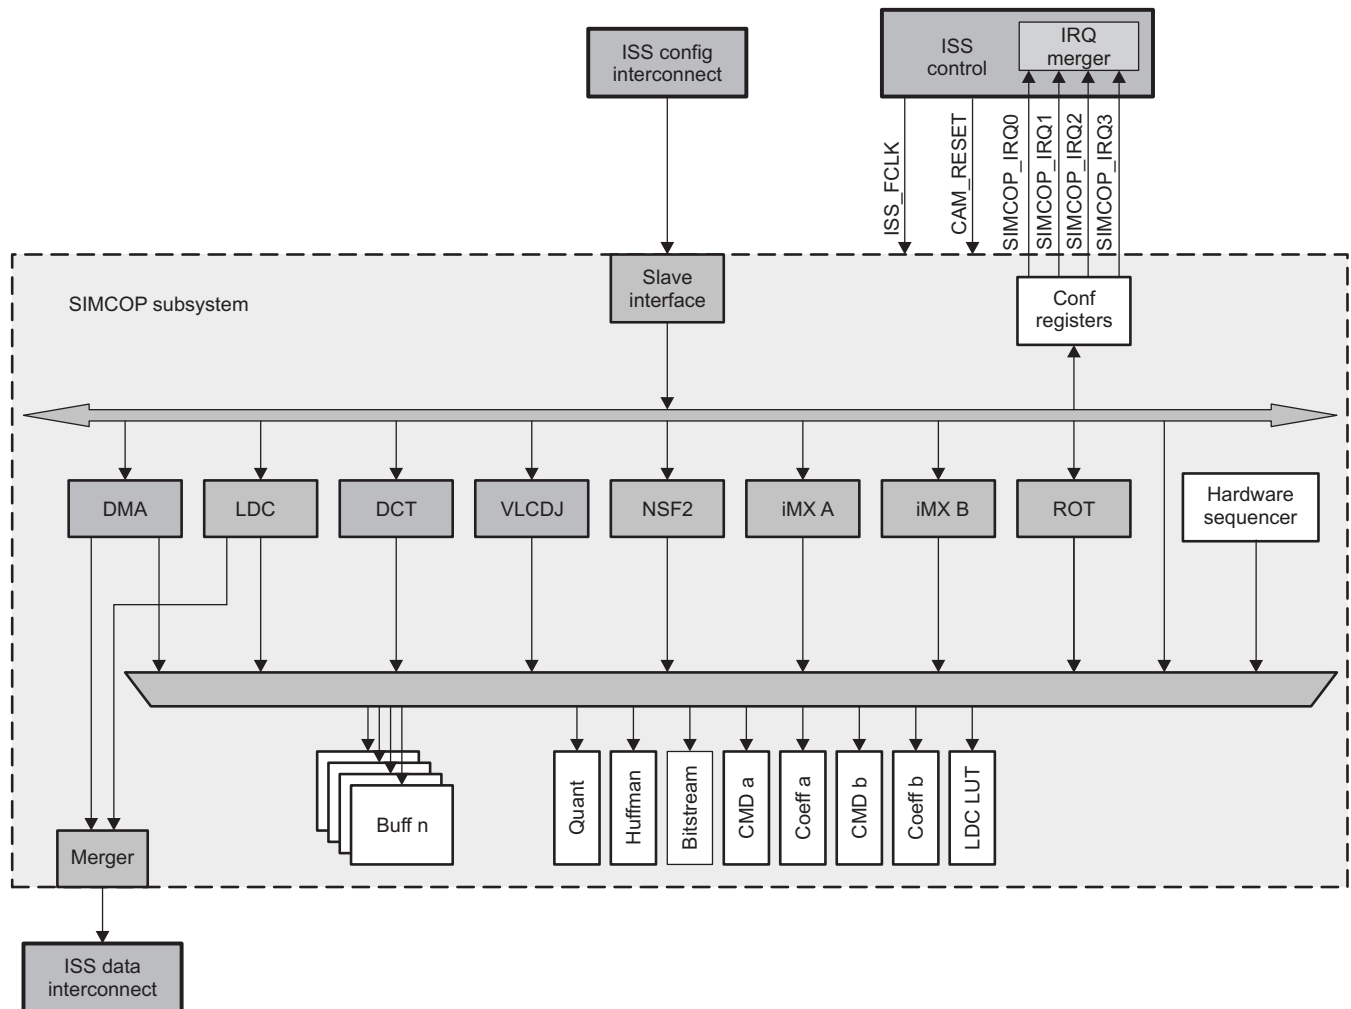 ISS config
interconnect
ISS
control
IRQ
merger
ISS_FCLK
CAM_RESET
SIMCOP_IRQ0
SIMCOP_IRQ1
SIMCOP_IRQ2
SIMCOP_IRQ3
SIMCOP subsystem
Slave
interface
Conf
registers
DMA
LDC
DCT
VLCDJ
NSF2
iMX A
iMX B
ROT
Hardware
sequencer
Buff n
Quant
Huffman
Bitstream
CMD a
Coeff a
CMD b
Coeff b
LDC LUT
Merger
ISS data
interconnect